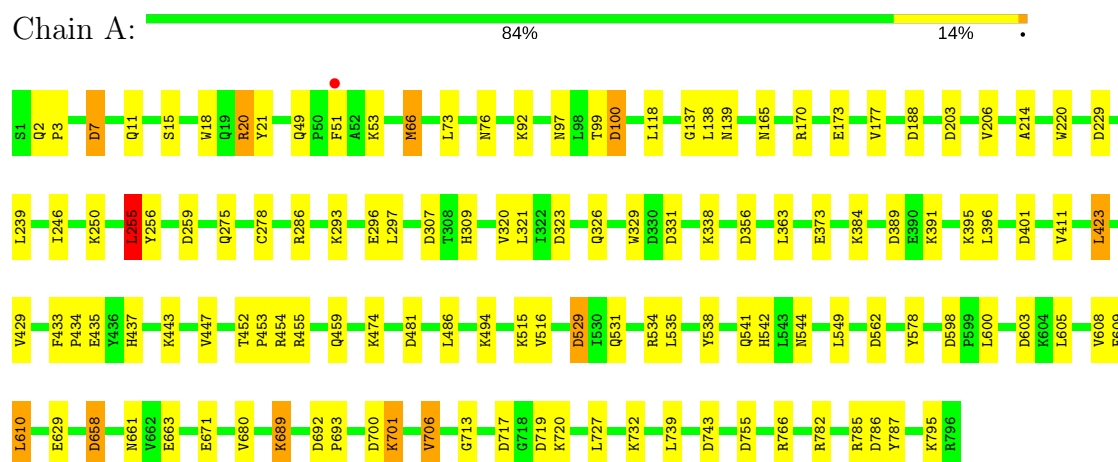 Chain A:
84% 14% •
S1 Q2 P3 D7 Q11 S15 W18 Q19 R20 Y21 Q49 P50 F51 A52 K53 M66 L73 N76 K92 N97 L98 T99 D100 L118 G137 L138 N139 N165 R170 E173 V177 D188 D203 V206 A214 W220 D229
L239 I246 K250 L255 Y256 D259 Q275 C278 R286 K293 E296 L297 D307 T308 H309 V320 L321 I322 D323 Q326 W329 D330 D331 K338 D356 L363 E373 K384 D389 E390 K391 K395 L396 D401 V411 L423
V429 F433 P434 E435 Y436 H437 K443 V447 T452 P453 R454 R455 Q459 K474 D481 L486 K494 K515 V516 D529 I530 Q531 R534 L535 Y538 Q541 H542 L543 N544 L549 D562 Y578 D598 P599 L600 D603 K604 L605 V608
L610 E629 D658 N661 V662 E663 E671 V680 K689 D692 P693 D700 K701 V706 G713 D717 G718 D719 K720 L727 K732 L739 D743 D755 R766 R782 R785 D786 Y787 K795 R796